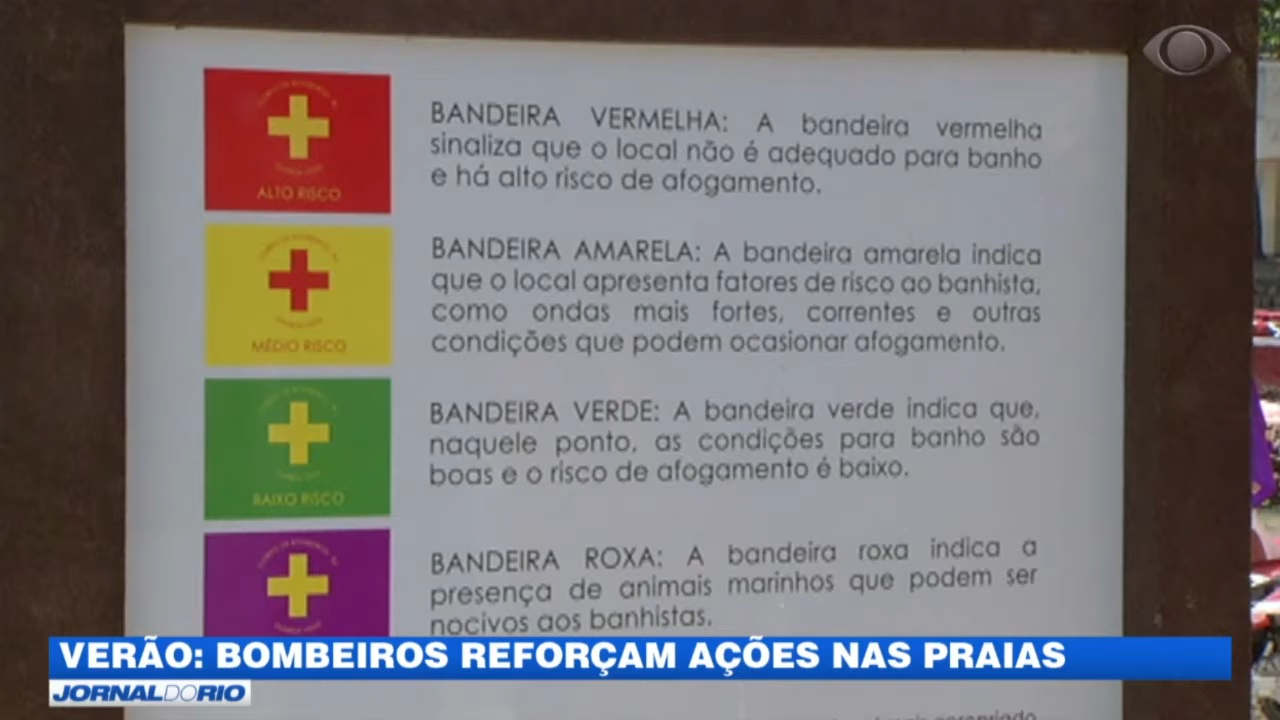 ALTO RISCO
BANDEIRA VERMELHA: A bandeira vermelha
sinaliza que o local não é adequado para banho
e há alto risco de afogamento.
MÉDIO RISCO
BANDEIRA AMARELA: A bandeira amarela indica
que o local apresenta fatores de risco ao banhista,
como ondas mais fortes, correntes e outras
condições que podem ocasionar afogamento.
BAIXO RISCO
BANDEIRA VERDE: A bandeira verde indica que,
naquele ponto, as condições para banho são
boas e o risco de afogamento é baixo.
BANDEIRA ROXA: A bandeira roxa indica a
presença de animais marinhos que podem ser
nocivos aos banhistas.
VERÃO: BOMBEIROS REFORÇAM AÇÕES NAS PRAIAS
JORNAL DO RIO